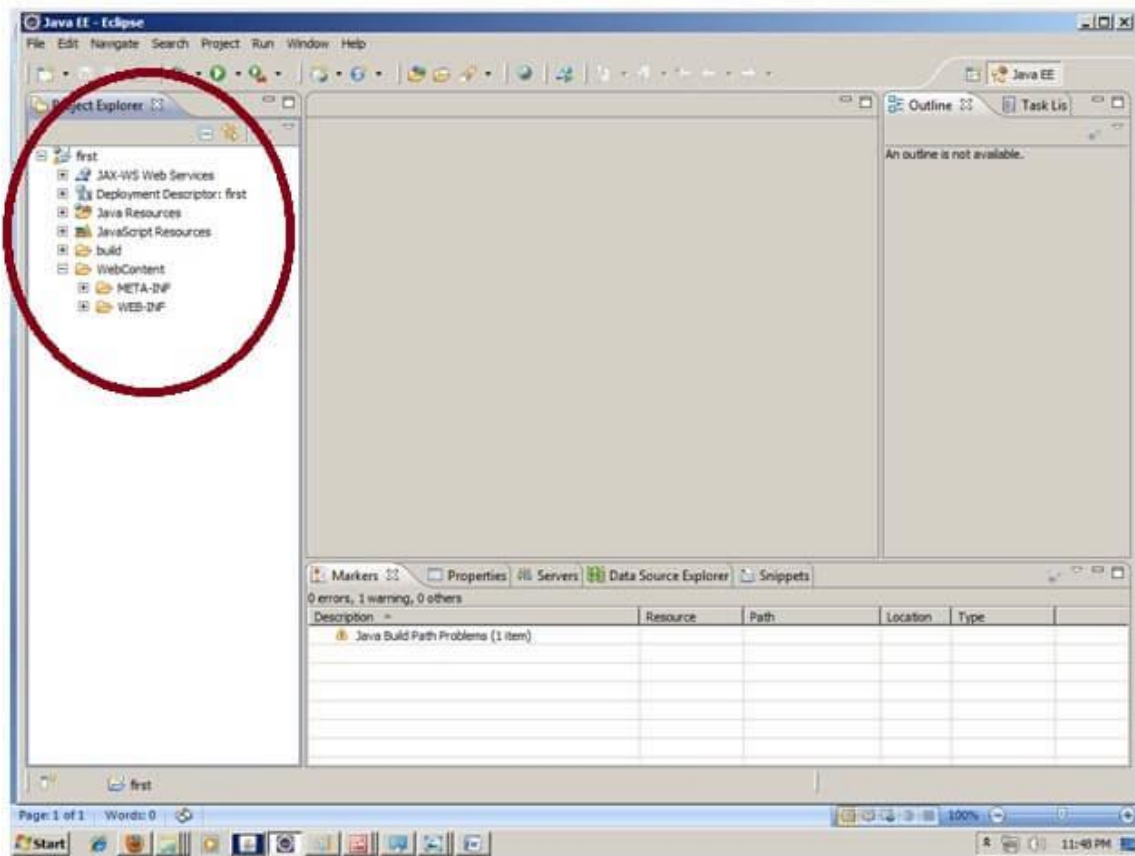 Java EE - Eclipse
File Edit Navigate Search Project Run Window Help
Java EE
Project Explorer
Outline Task Lis
first
JAX-WS Web Services
Deployment Descriptor: first
Java Resources
JavaScript Resources
build
WebContent
META-INF
WEB-INF
An outline is not available.
Markers Properties Servers Data Source Explorer Snippets
0 errors, 1 warning, 0 others
Description Resource Path Location Type
Java Build Path Problems (1 item)
first
Page: 1 of 1 Words: 0 100%
Start 11:48 PM